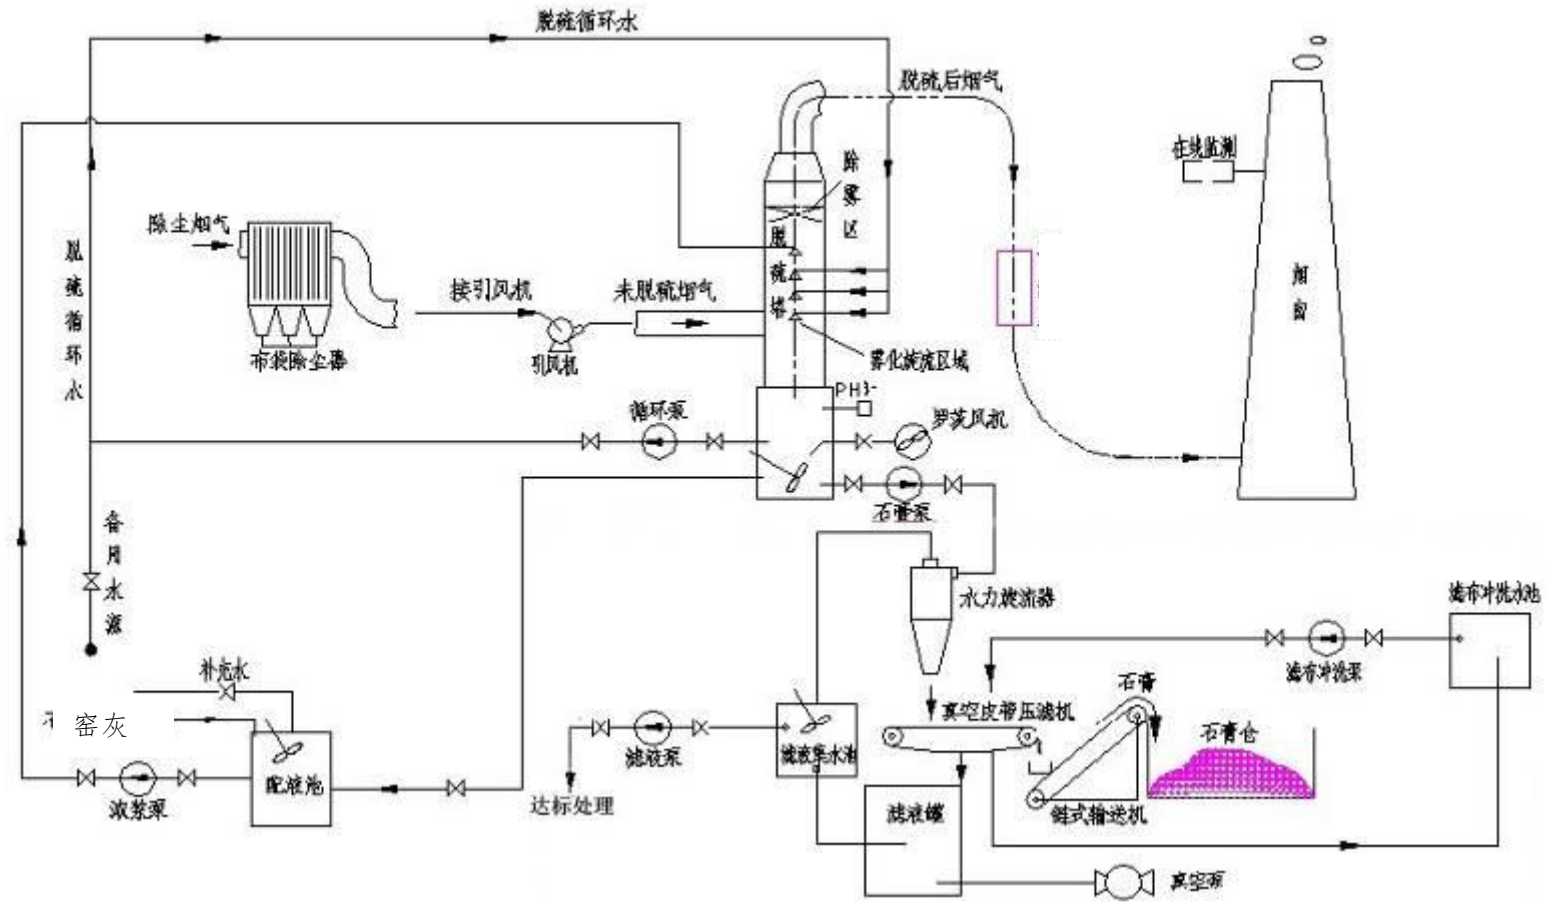 脱硫循环水
脱硫后烟气
在线监测
除雾区
除尘烟气
脱硫循环水
脱硫塔
接引风机
未脱硫烟气
烟囱
布袋除尘器
引风机
雾化旋流区域
PH
循环泵
罗茨风机
石膏泵
备用水源
水力旋流器
滤布冲洗水池
补充水
滤布冲洗泵
石膏
窑灰
真空皮带压滤机
石膏仓
滤液泵
滤液集水池
配液池
浓浆泵
达标处理
滤液罐
链式输送机
真空泵